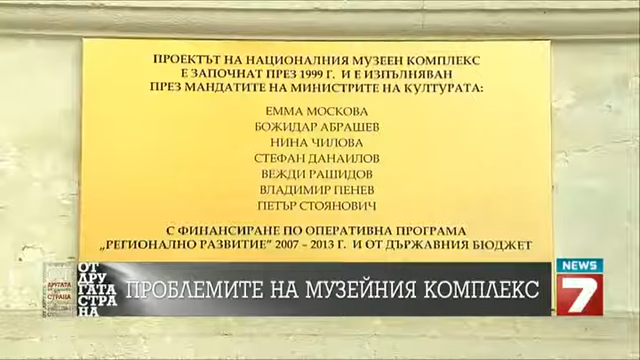 ПРОЕКТЪТ НА НАЦИОНАЛНИЯ МУЗЕЕН КОМПЛЕКС
Е ЗАПОЧНАТ ПРЕЗ 1999 Г. И Е ИЗПЪЛНЯВАН
ПРЕЗ МАНДАТИТЕ НА МИНИСТРИТЕ НА КУЛТУРАТА:
ЕММА МОСКОВА
БОЖИДАР АБРАШЕВ
НИНА ЧИЛОВА
СТЕФАН ДАНАИЛОВ
ВЕЖДИ РАШИДОВ
ВЛАДИМИР ПЕНЕВ
ПЕТЪР СТОЯНОВИЧ
С ФИНАНСИРАНЕ ПО ОПЕРАТИВНА ПРОГРАМА
„РЕГИОНАЛНО РАЗВИТИЕ" 2007 – 2013 Г. И ОТ ДЪРЖАВНИЯ БЮДЖЕТ
ОТ
ДРУ
ГАТА
СТРА
НА
ПРОБЛЕМИТЕ НА МУЗЕЙНИЯ КОМПЛЕКС
NEWS
7